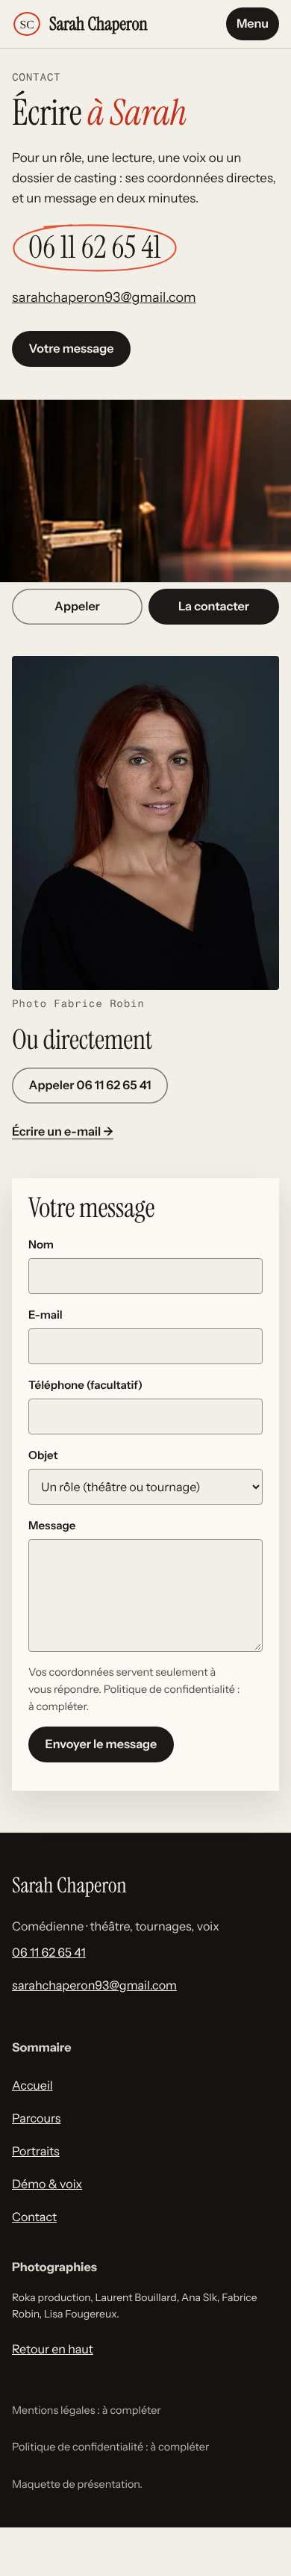 SC Sarah Chaperon Menu
CONTACT
Écrire à Sarah
Pour un rôle, une lecture, une voix ou un
dossier de casting : ses coordonnées directes,
et un message en deux minutes.
06 11 62 65 41
sarahchaperon93@gmail.com
Votre message
Appeler La contacter
Photo Fabrice Robin
Ou directement
Appeler 06 11 62 65 41
Écrire un e-mail →
Votre message
Nom
E-mail
Téléphone (facultatif)
Objet
Un rôle (théâtre ou tournage)
Message
Vos coordonnées servent seulement à
vous répondre. Politique de confidentialité :
à compléter.
Envoyer le message
Sarah Chaperon
Comédienne · théâtre, tournages, voix
06 11 62 65 41
sarahchaperon93@gmail.com
Sommaire
Accueil
Parcours
Portraits
Démo & voix
Contact
Photographies
Roka production, Laurent Bouillard, Ana Slk, Fabrice
Robin, Lisa Fougereux.
Retour en haut
Mentions légales : à compléter
Politique de confidentialité : à compléter
Maquette de présentation.